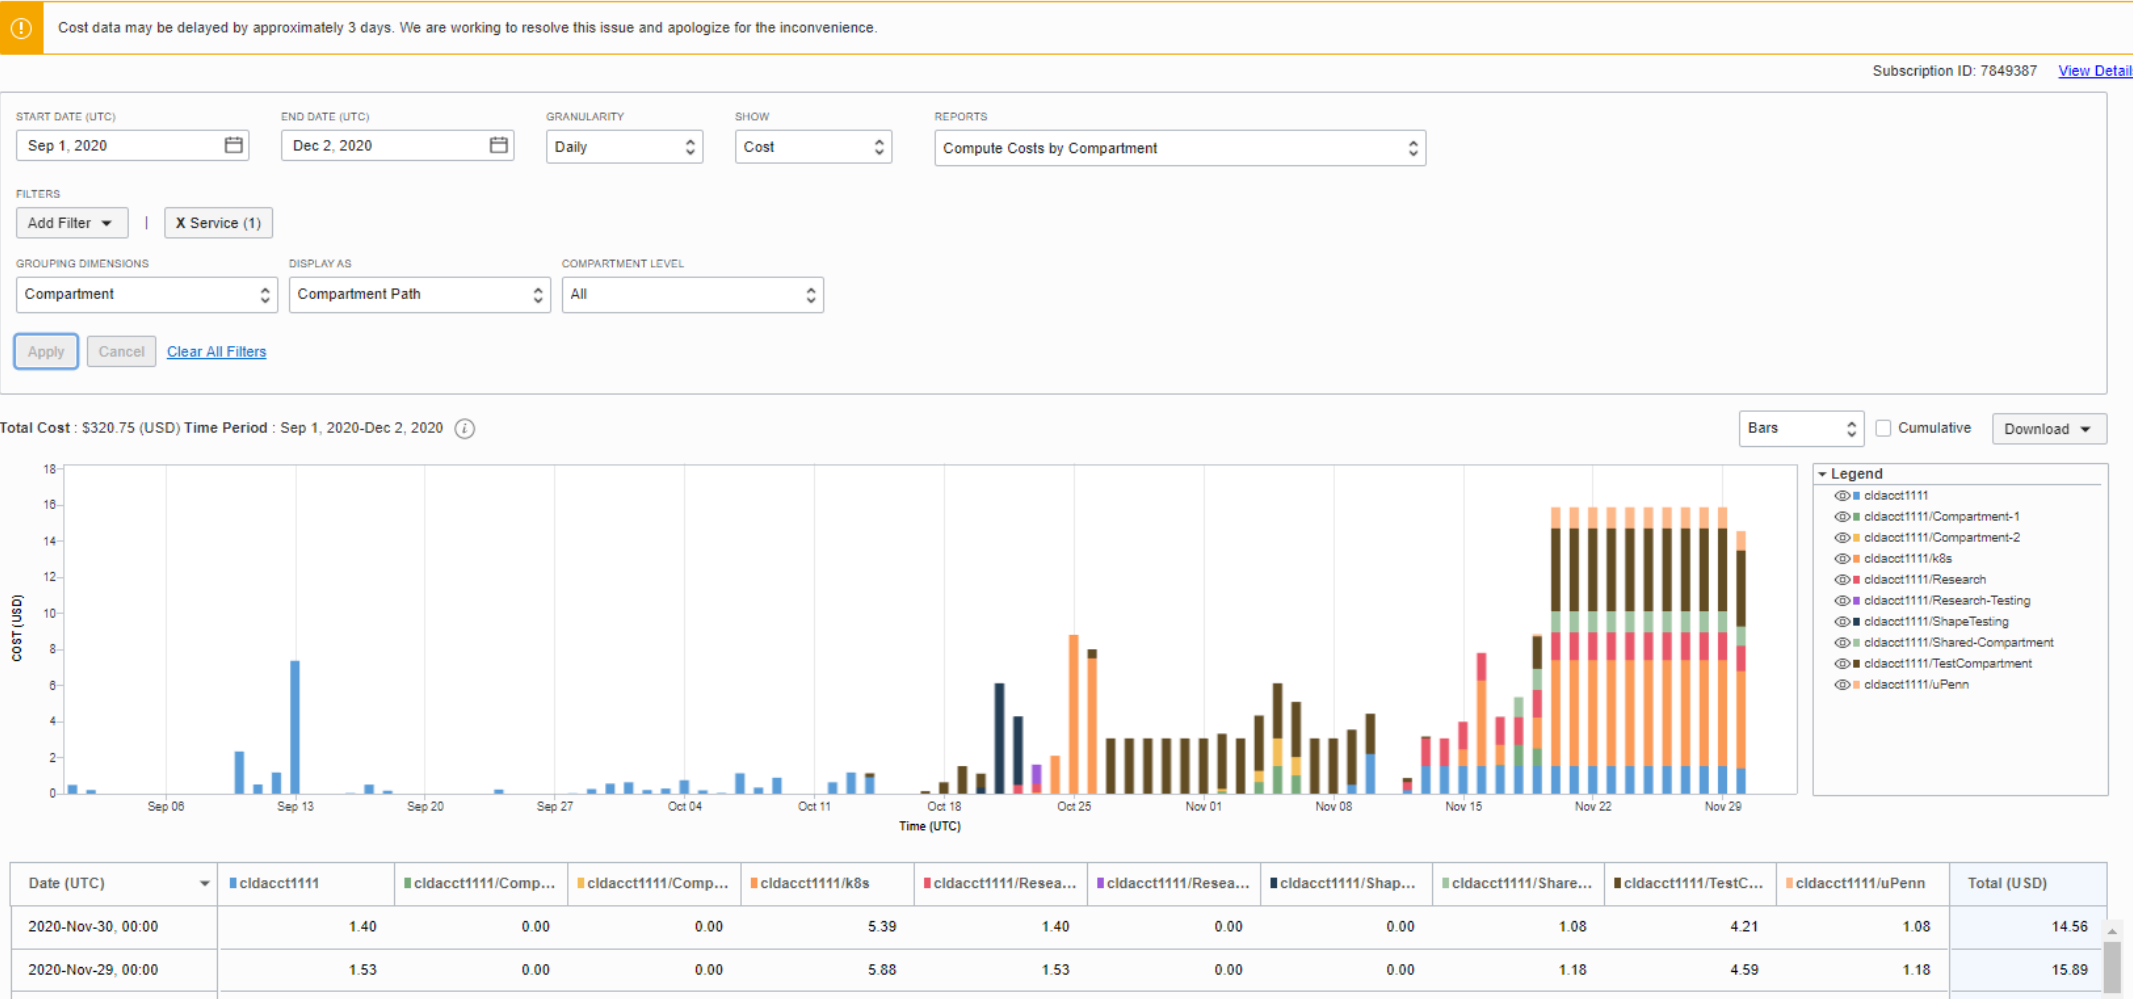 Cost data may be delayed by approximately 3 days. We are working to resolve this issue and apologize for the inconvenience.
Subscription ID: 7849387 View Detail
START DATE (UTC) END DATE (UTC) GRANULARITY SHOW REPORTS
Sep 1, 2020 Dec 2, 2020 Daily Cost Compute Costs by Compartment
FILTERS
Add Filter | X Service (1)
GROUPING DIMENSIONS DISPLAY AS COMPARTMENT LEVEL
Compartment Compartment Path All
Apply Cancel Clear All Filters
Total Cost : $320.75 (USD) Time Period : Sep 1, 2020-Dec 2, 2020 i
Bars Cumulative Download
18
16
14
12
10
8
6
4
2
0
COST (USD)
Sep 06 Sep 13 Sep 20 Sep 27 Oct 04 Oct 11 Oct 18 Oct 25 Nov 01 Nov 08 Nov 15 Nov 22 Nov 29
Time (UTC)
Legend
cldacct1111
cldacct1111/Compartment-1
cldacct1111/Compartment-2
cldacct1111/k8s
cldacct1111/Research
cldacct1111/Research-Testing
cldacct1111/ShapeTesting
cldacct1111/Shared-Compartment
cldacct1111/TestCompartment
cldacct1111/uPenn
Date (UTC) cldacct1111 cldacct1111/Comp... cldacct1111/Comp... cldacct1111/k8s cldacct1111/Resea... cldacct1111/Resea... cldacct1111/Shap... cldacct1111/Share... cldacct1111/TestC... cldacct1111/uPenn Total (USD)
2020-Nov-30, 00:00 1.40 0.00 0.00 5.39 1.40 0.00 0.00 1.08 4.21 1.08 14.56
2020-Nov-29, 00:00 1.53 0.00 0.00 5.88 1.53 0.00 0.00 1.18 4.59 1.18 15.89